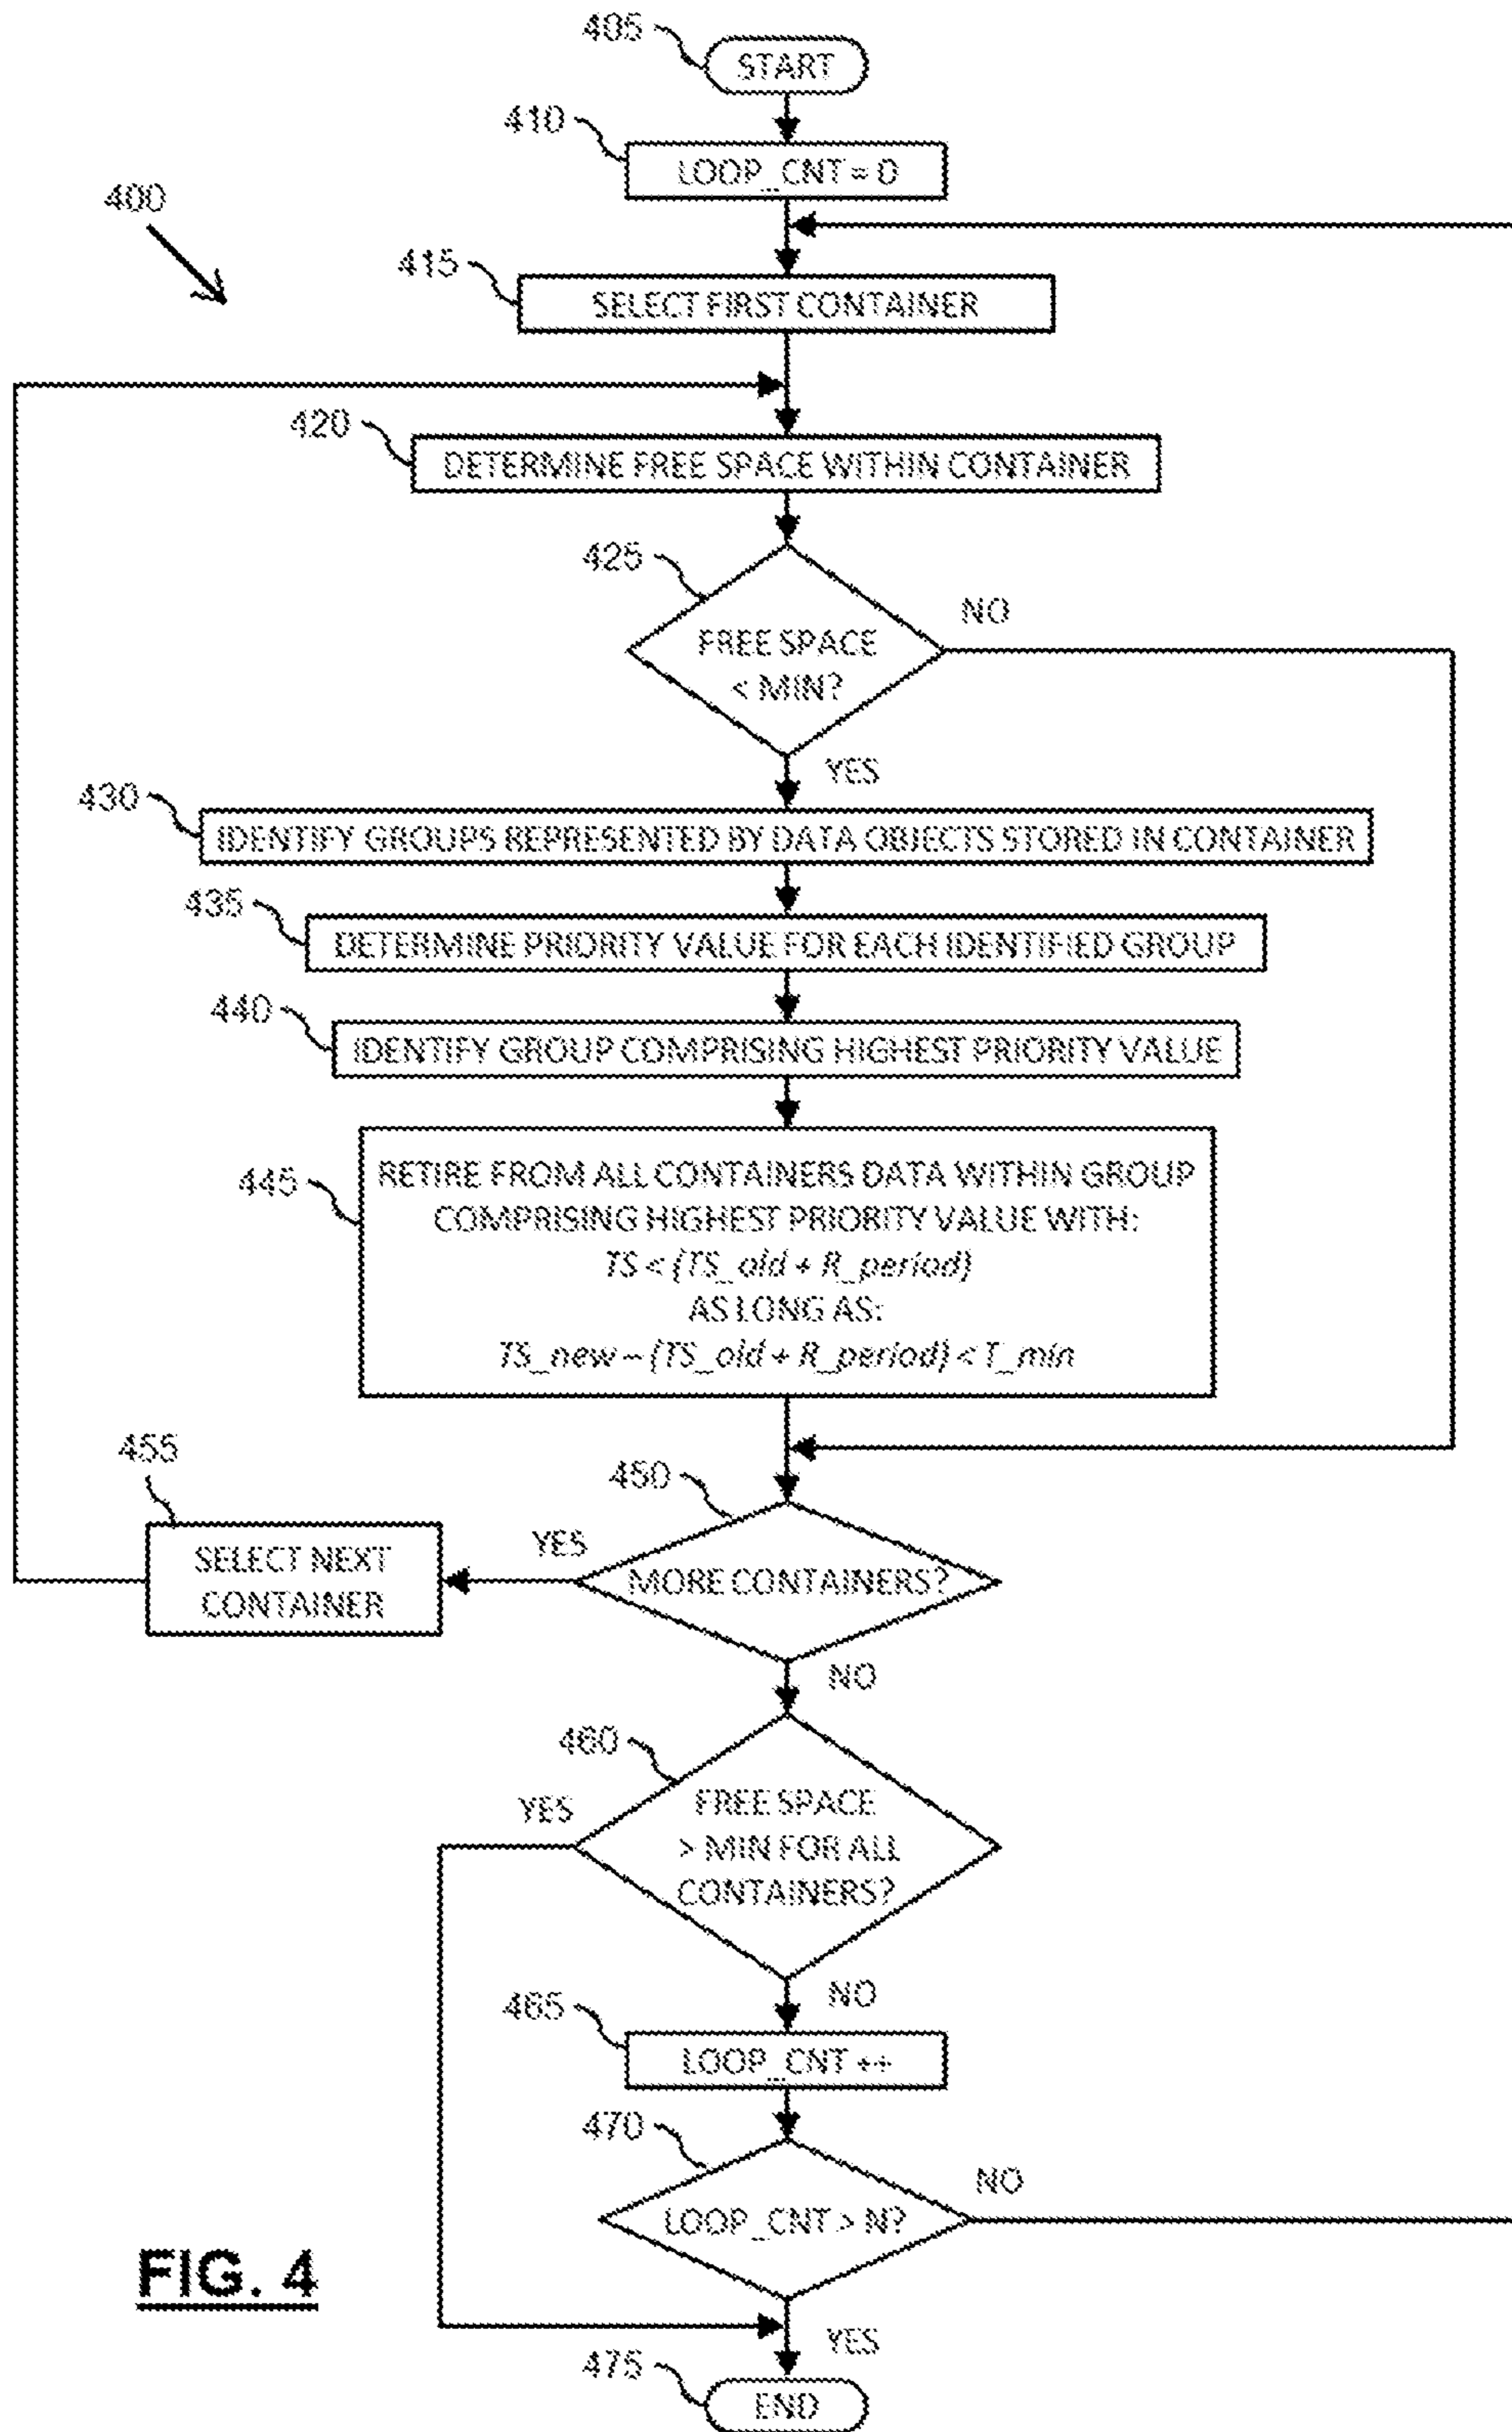 405
START
410
LOOP_CNT = 0
400
415
SELECT FIRST CONTAINER
420
DETERMINE FREE SPACE WITHIN CONTAINER
425
NO
FREE SPACE
< MIN?
YES
430
IDENTIFY GROUPS REPRESENTED BY DATA OBJECTS STORED IN CONTAINER
435
DETERMINE PRIORITY VALUE FOR EACH IDENTIFIED GROUP
440
IDENTIFY GROUP COMPRISING HIGHEST PRIORITY VALUE
445
RETIRE FROM ALL CONTAINERS DATA WITHIN GROUP
COMPRISING HIGHEST PRIORITY VALUE WITH:
TS < (TS_old + R_period)
AS LONG AS:
TS_new – (TS_old + R_period) < T_min
455
450
YES
SELECT NEXT
CONTAINER
MORE CONTAINERS?
NO
460
YES
FREE SPACE
> MIN FOR ALL
CONTAINERS?
NO
465
LOOP_CNT ++
470
NO
LOOP_CNT > N?
FIG. 4
YES
475
END